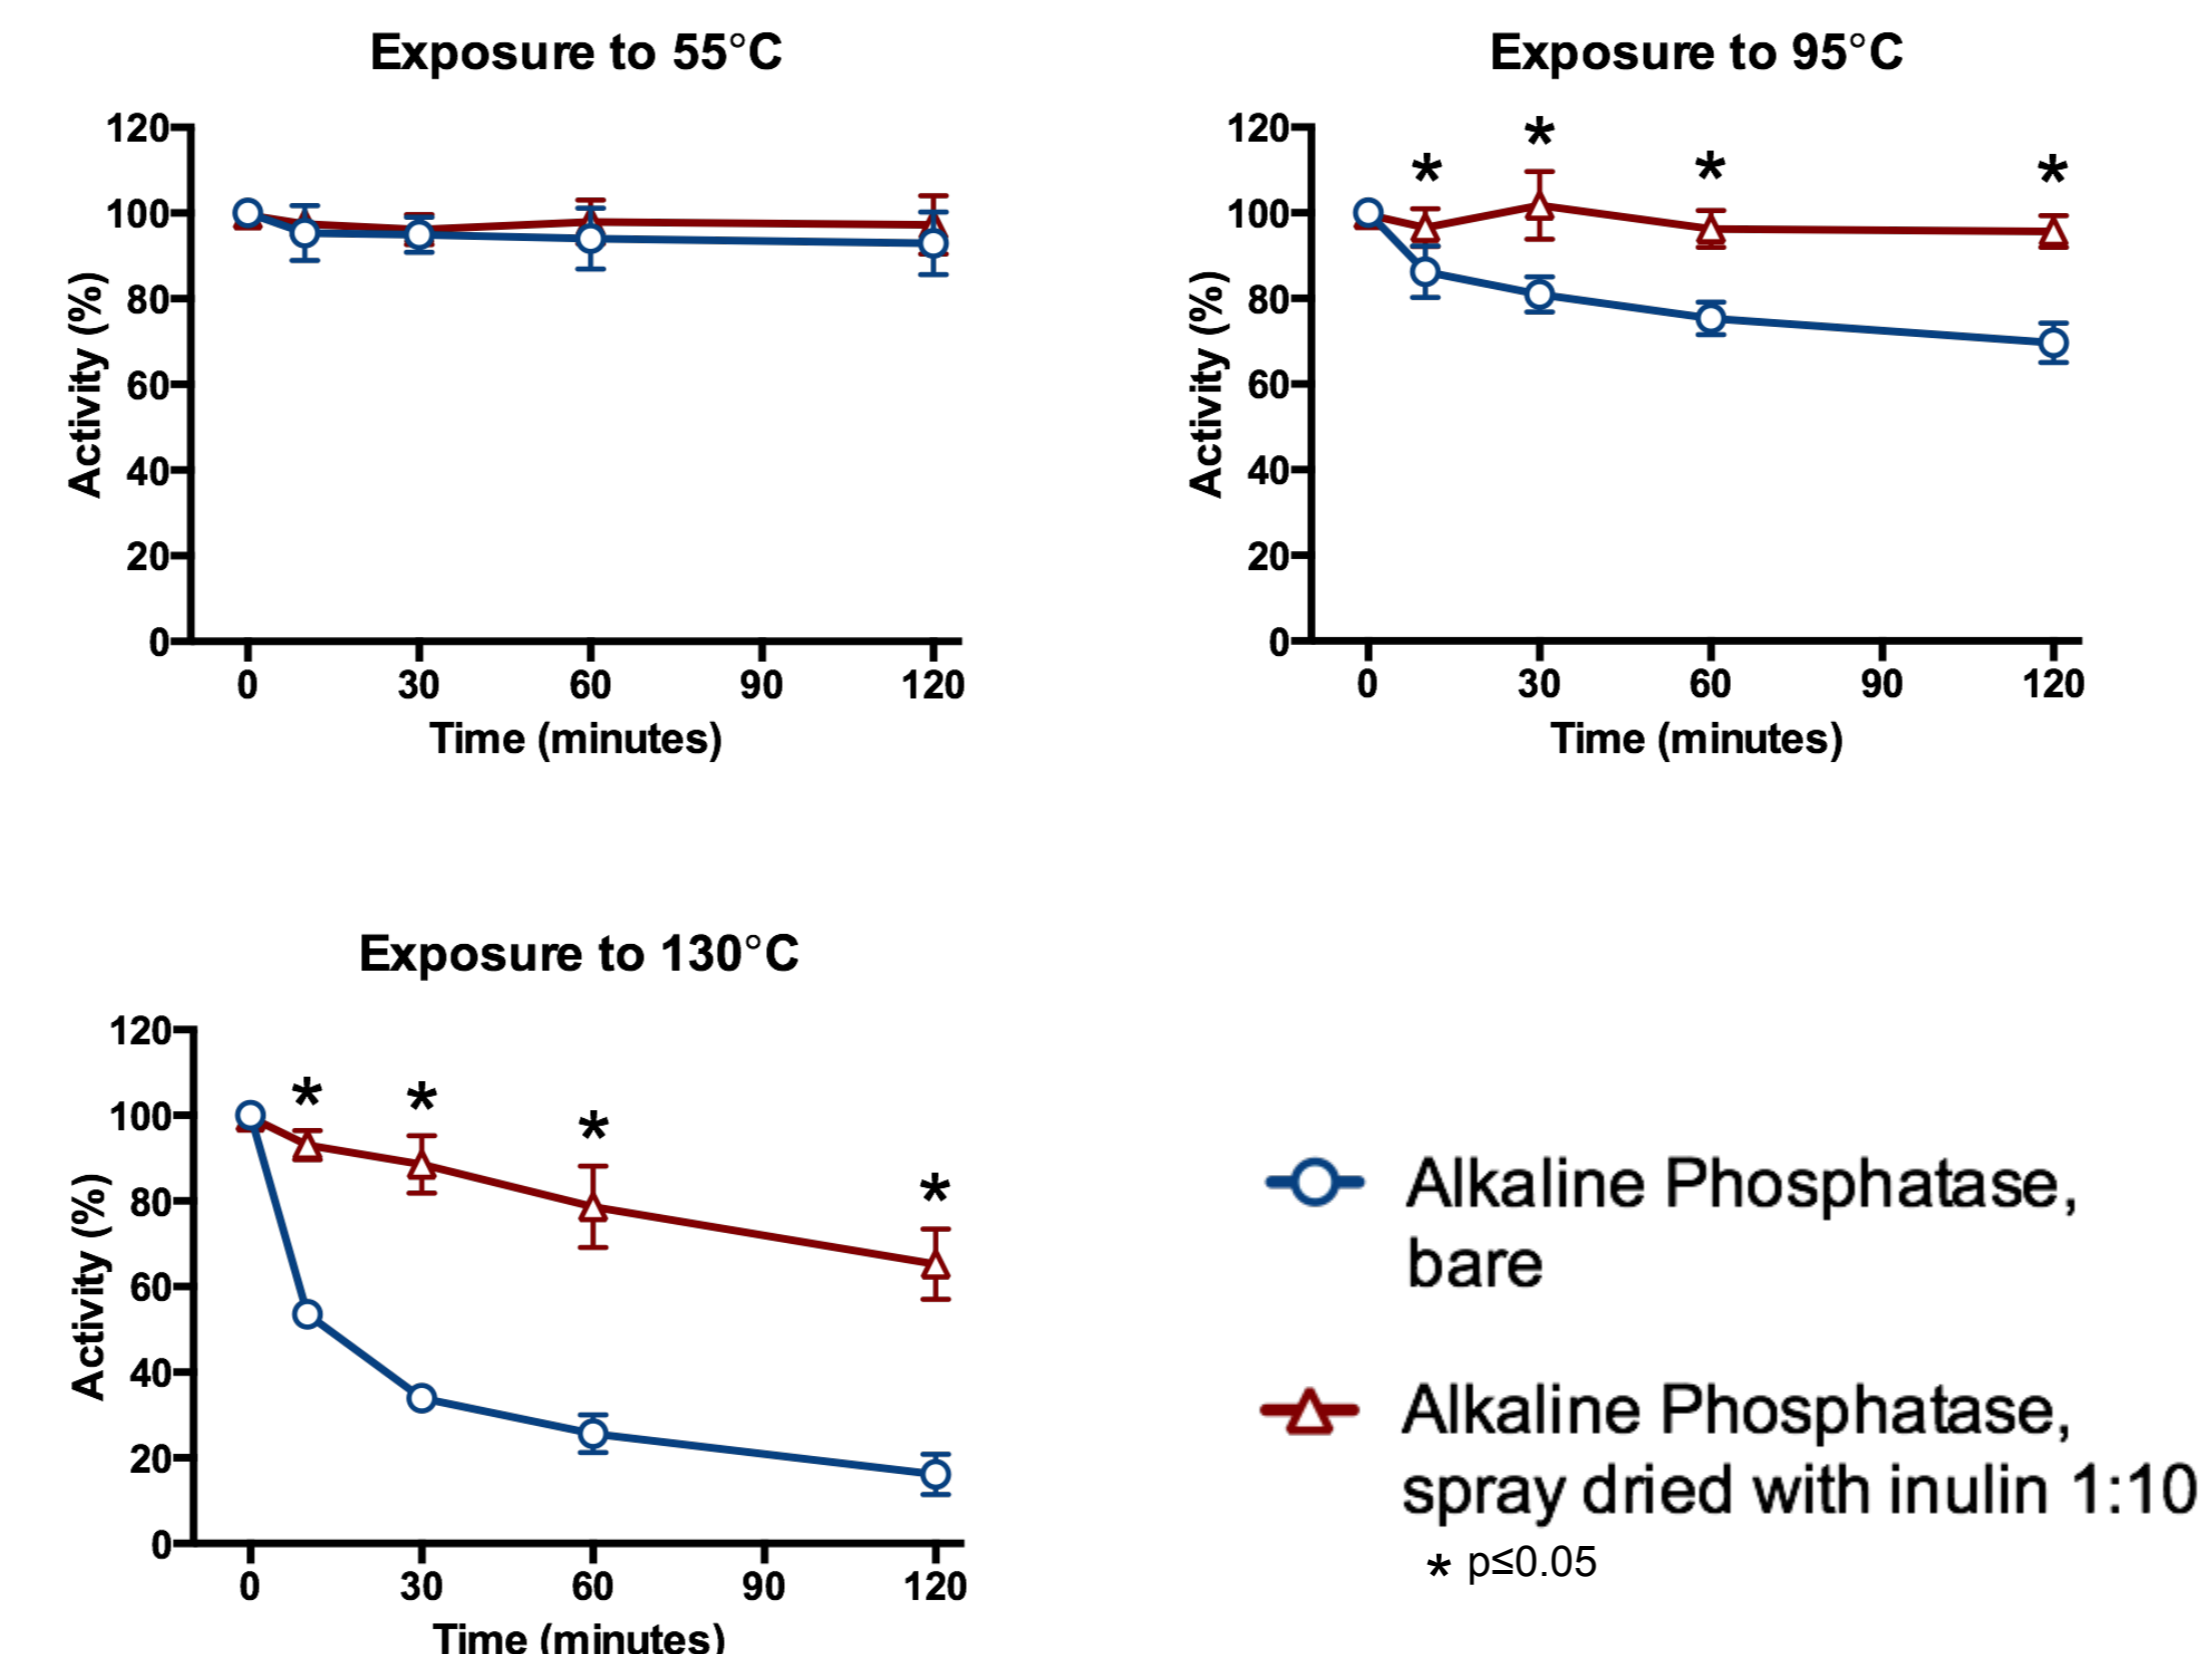 Exposure to 55°C
120
100
80
60
40
20
0
Activity (%)
0 30 60 90 120
Time (minutes)
Exposure to 95°C
* * * *
120
100
80
60
40
20
0
Activity (%)
0 30 60 90 120
Time (minutes)
Exposure to 130°C
* * * *
120
100
80
60
40
20
0
Activity (%)
0 30 60 90 120
Time (minutes)
Alkaline Phosphatase,
bare
Alkaline Phosphatase,
spray dried with inulin 1:10
* p≤0.05